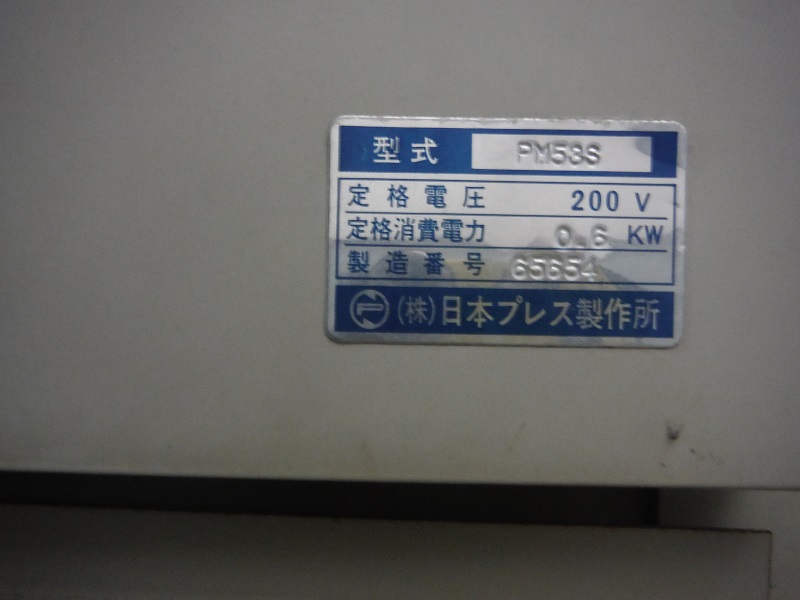 型式 PM53S
定格電圧 200 V
定格消費電力 0.6 KW
製造番号 65654
(株)日本プレス製作所